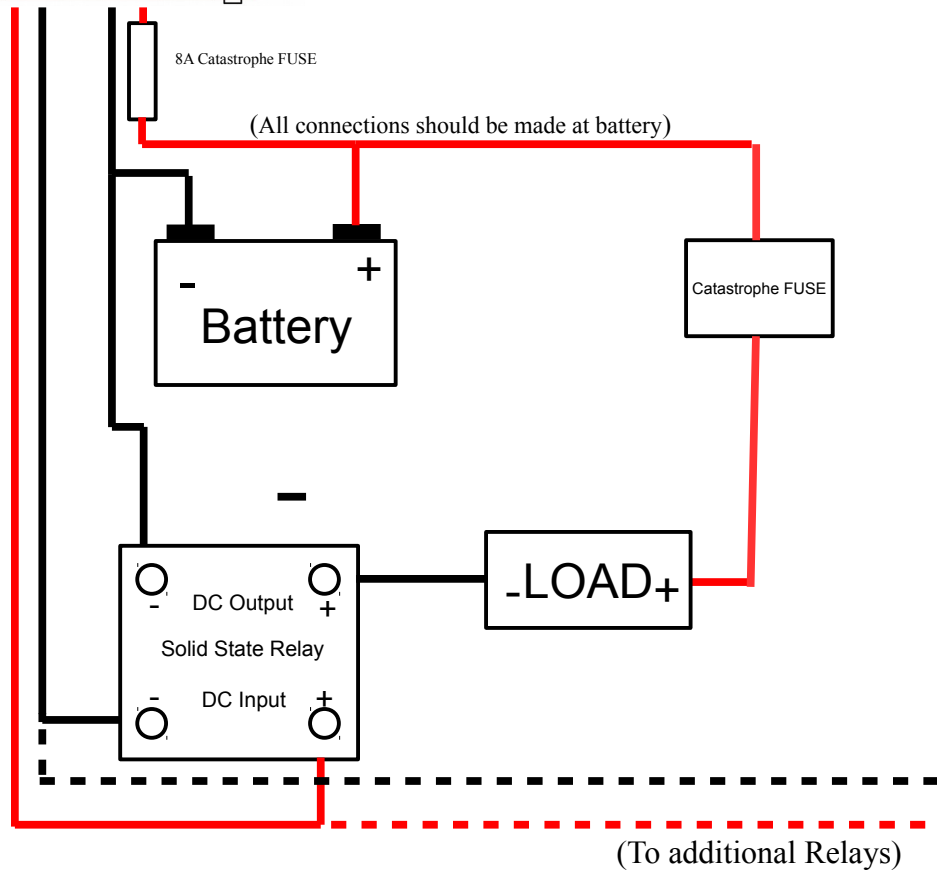 8A Catastrophe FUSE
(All connections should be made at battery)
- +
Battery
Catastrophe FUSE
-
-LOAD+
- DC Output +
Solid State Relay
- DC Input +
(To additional Relays)